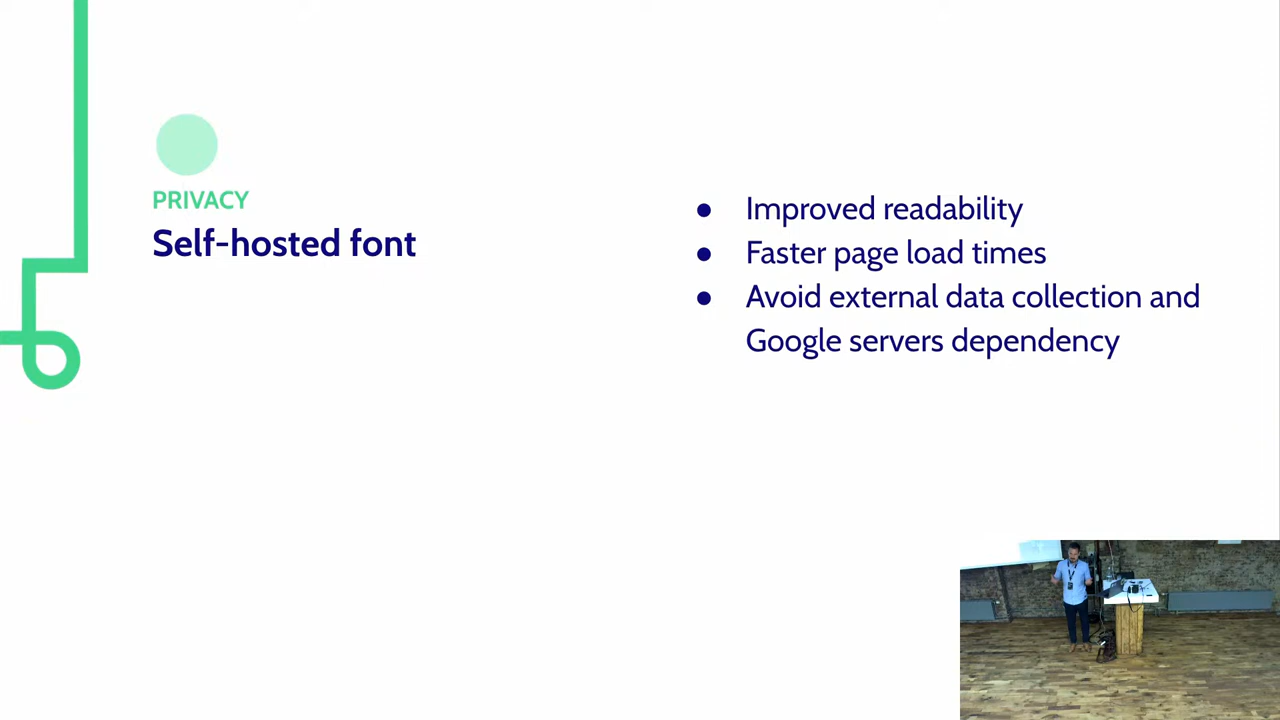 PRIVACY
Self-hosted font
● Improved readability
● Faster page load times
● Avoid external data collection and
Google servers dependency